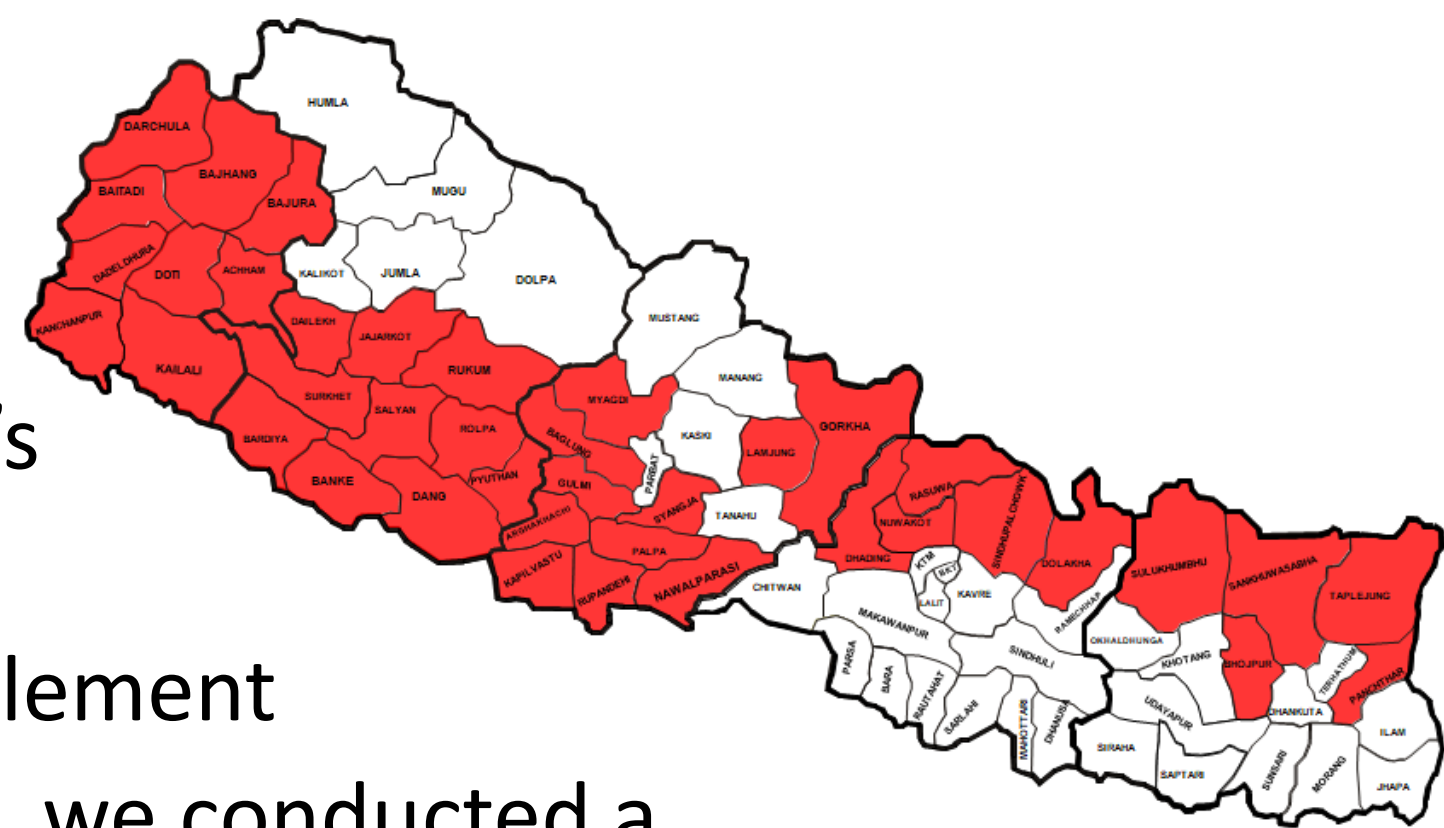 HUMLA
DARCHULA
BAJHANG
BAITADI
MUGU
BAJURA
DADELDHURA
DOTI
ACHHAM
KALIKOT
JUMLA
DOLPA
KANCHANPUR
DAILEKH
MUSTANG
JAJARKOT
KAILALI
RUKUM
MANANG
SURKHET
SALYAN
MYAGDI
GORKHA
ROLPA
KASKI
BARDIYA
BAGLUNG
LAMJUNG
's
PARBAT
BANKE
DANG
PYUTHAN
GULMI
SYANGJA
TANAHU
RASUWA
ARGHAKHACHI
NUWAKOT
SINDHUPALCHOWK
PALPA
DHADING
KTM
DOLAKHA
SULUKHUMBHU
SANKHUWASABHA
KAPILVASTU
RUPANDEHI
NAWALPARASI
CHITWAN
BKT
LALIT
KAVRE
TAPLEJUNG
RAMECHHAP
MAKAWANPUR
OKHALDHUNGA
PARSA
SINDHULI
KHOTANG
BHOJPUR
TERHATHUM
PANCHTHAR
lement
BARA
RAUTAHAT
SARLAHI
MAHOTTARI
DHANUSA
UDAYAPUR
DHANKUTA
ILAM
SIRAHA
SAPTARI
SUNSARI
MORANG
JHAPA
we conducted a